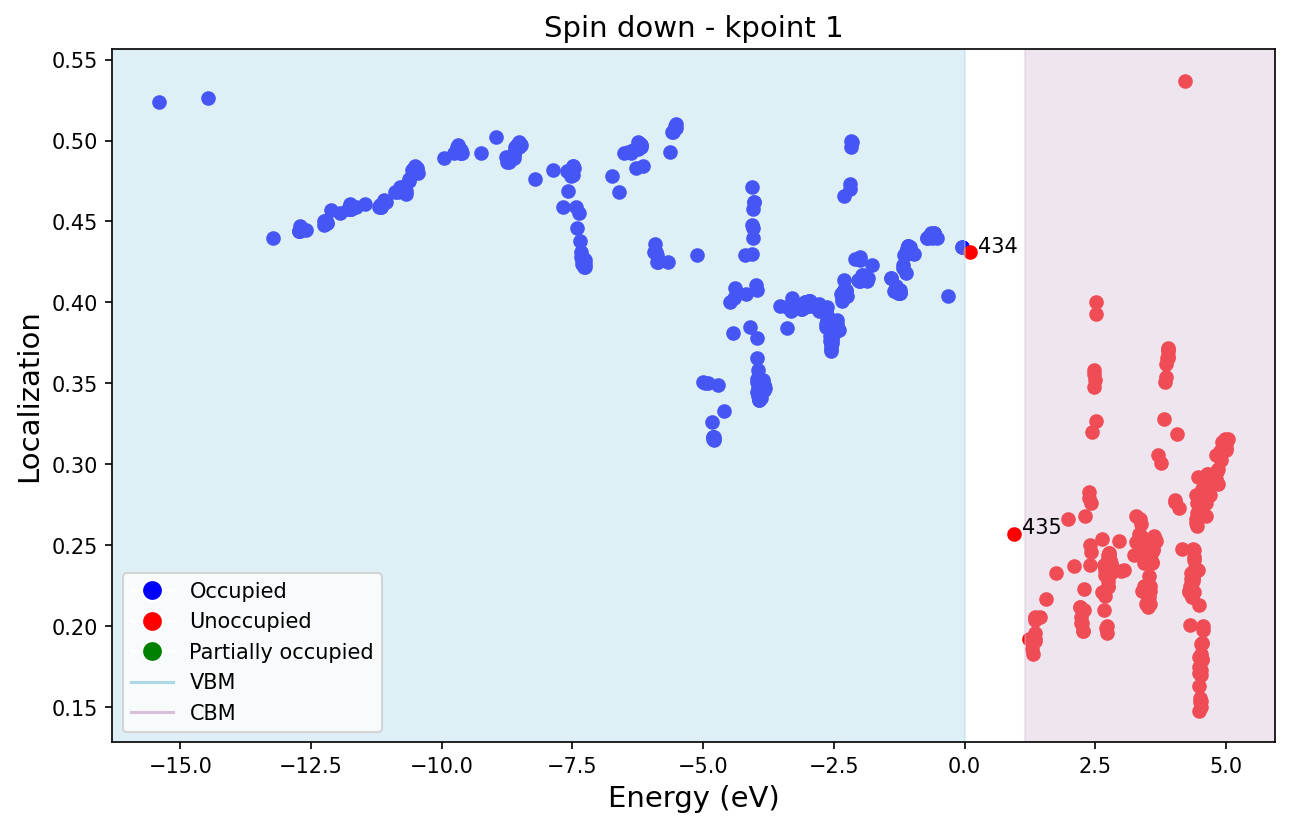 Spin down - kpoint 1
0.55
0.50
0.45
0.40
0.35
0.30
0.25
0.20
0.15
Localization
434
435
Occupied
Unoccupied
Partially occupied
VBM
CBM
−15.0 −12.5 −10.0 −7.5 −5.0 −2.5 0.0 2.5 5.0
Energy (eV)